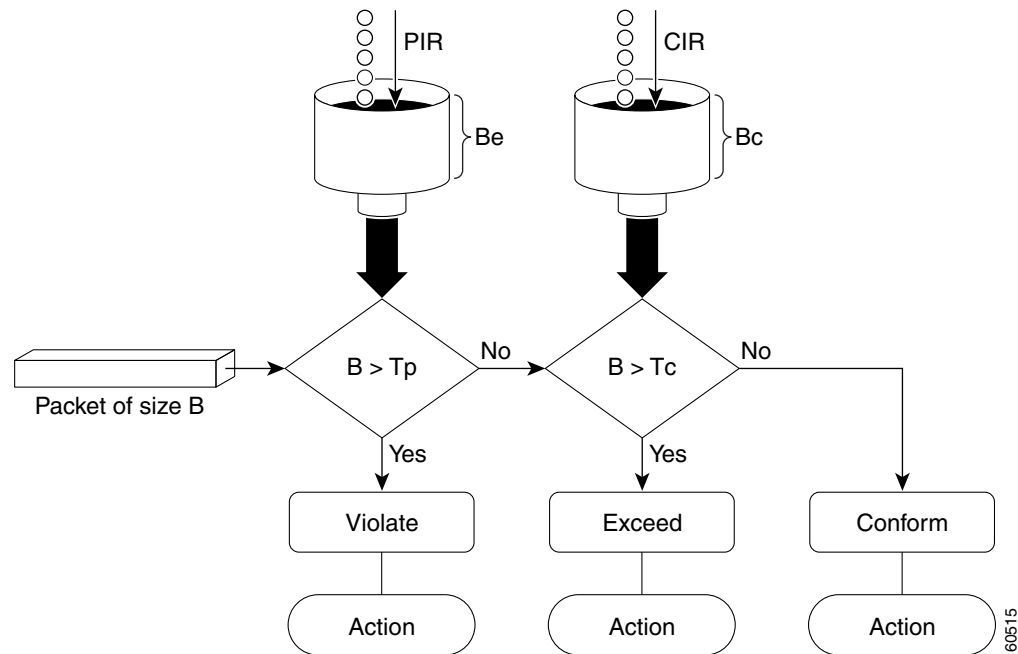 PIR
CIR
Be
Bc
B > Tp
No
B > Tc
No
Packet of size B
Yes
Yes
Violate
Exceed
Conform
Action
Action
Action
60515